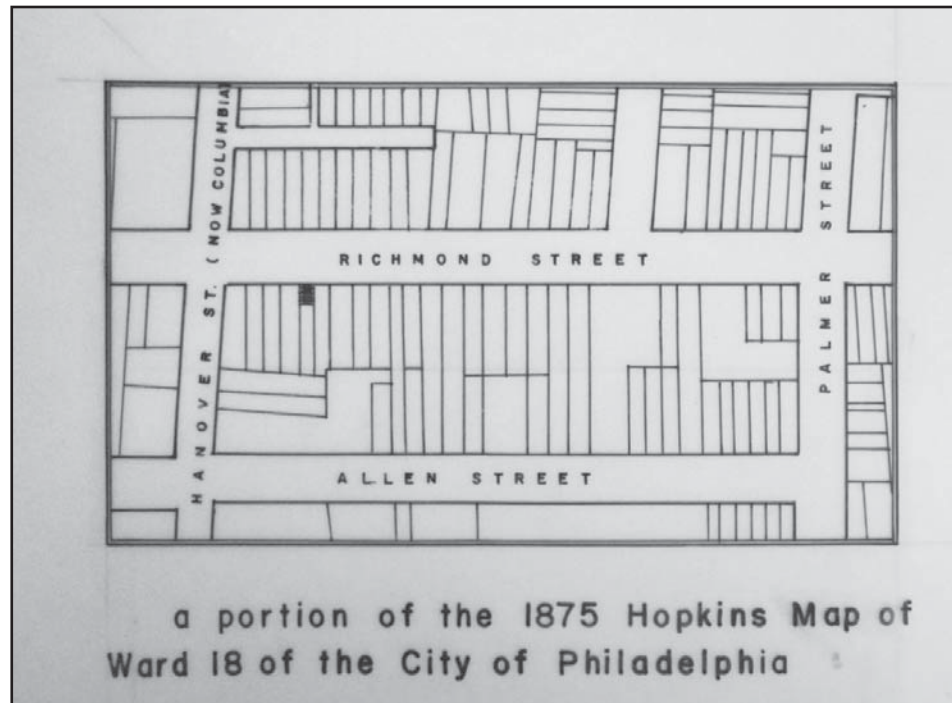 HANOVER ST. (NOW COLUMBIA)
RICHMOND STREET
PALMER STREET
ALLEN STREET
a portion of the 1875 Hopkins Map of
Ward 18 of the City of Philadelphia